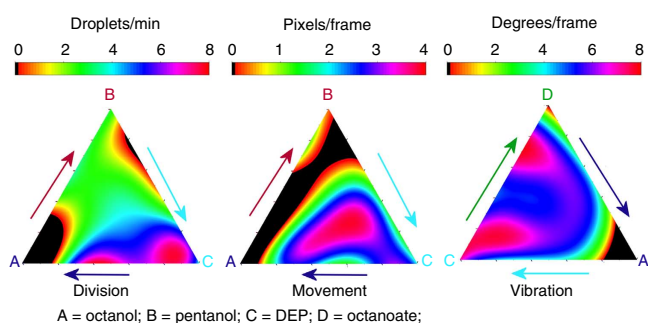 Droplets/min Pixels/frame Degrees/frame
0 2 4 6 8 0 1 2 3 4 0 2 4 6 8
B B D
A C A C C A
Division Movement Vibration
A = octanol; B = pentanol; C = DEP; D = octanoate;